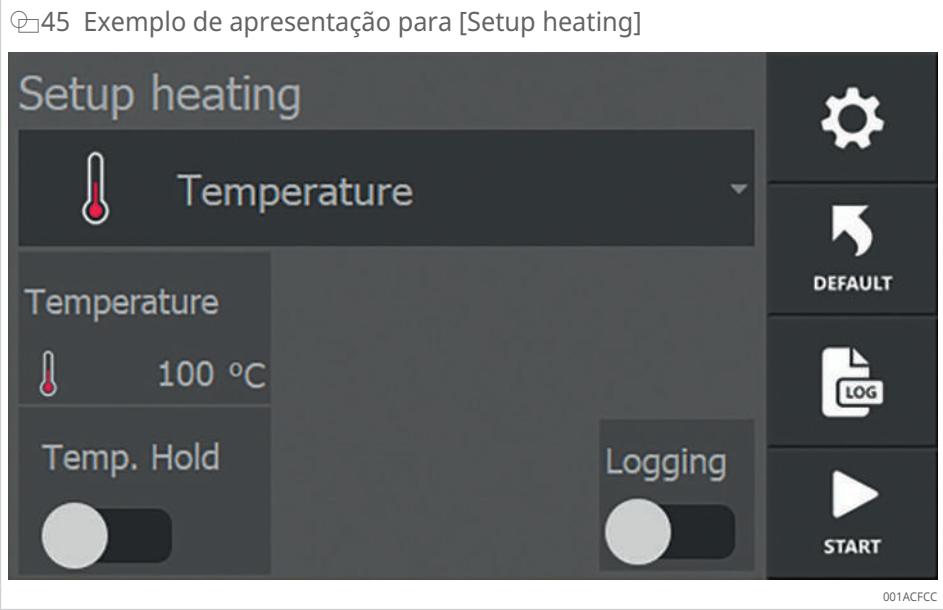 45 Exemplo de apresentação para [Setup heating]
Setup heating
Temperature
Temperature
100 °C
Temp. Hold
Logging
DEFAULT
LOG
START
001ACFCC